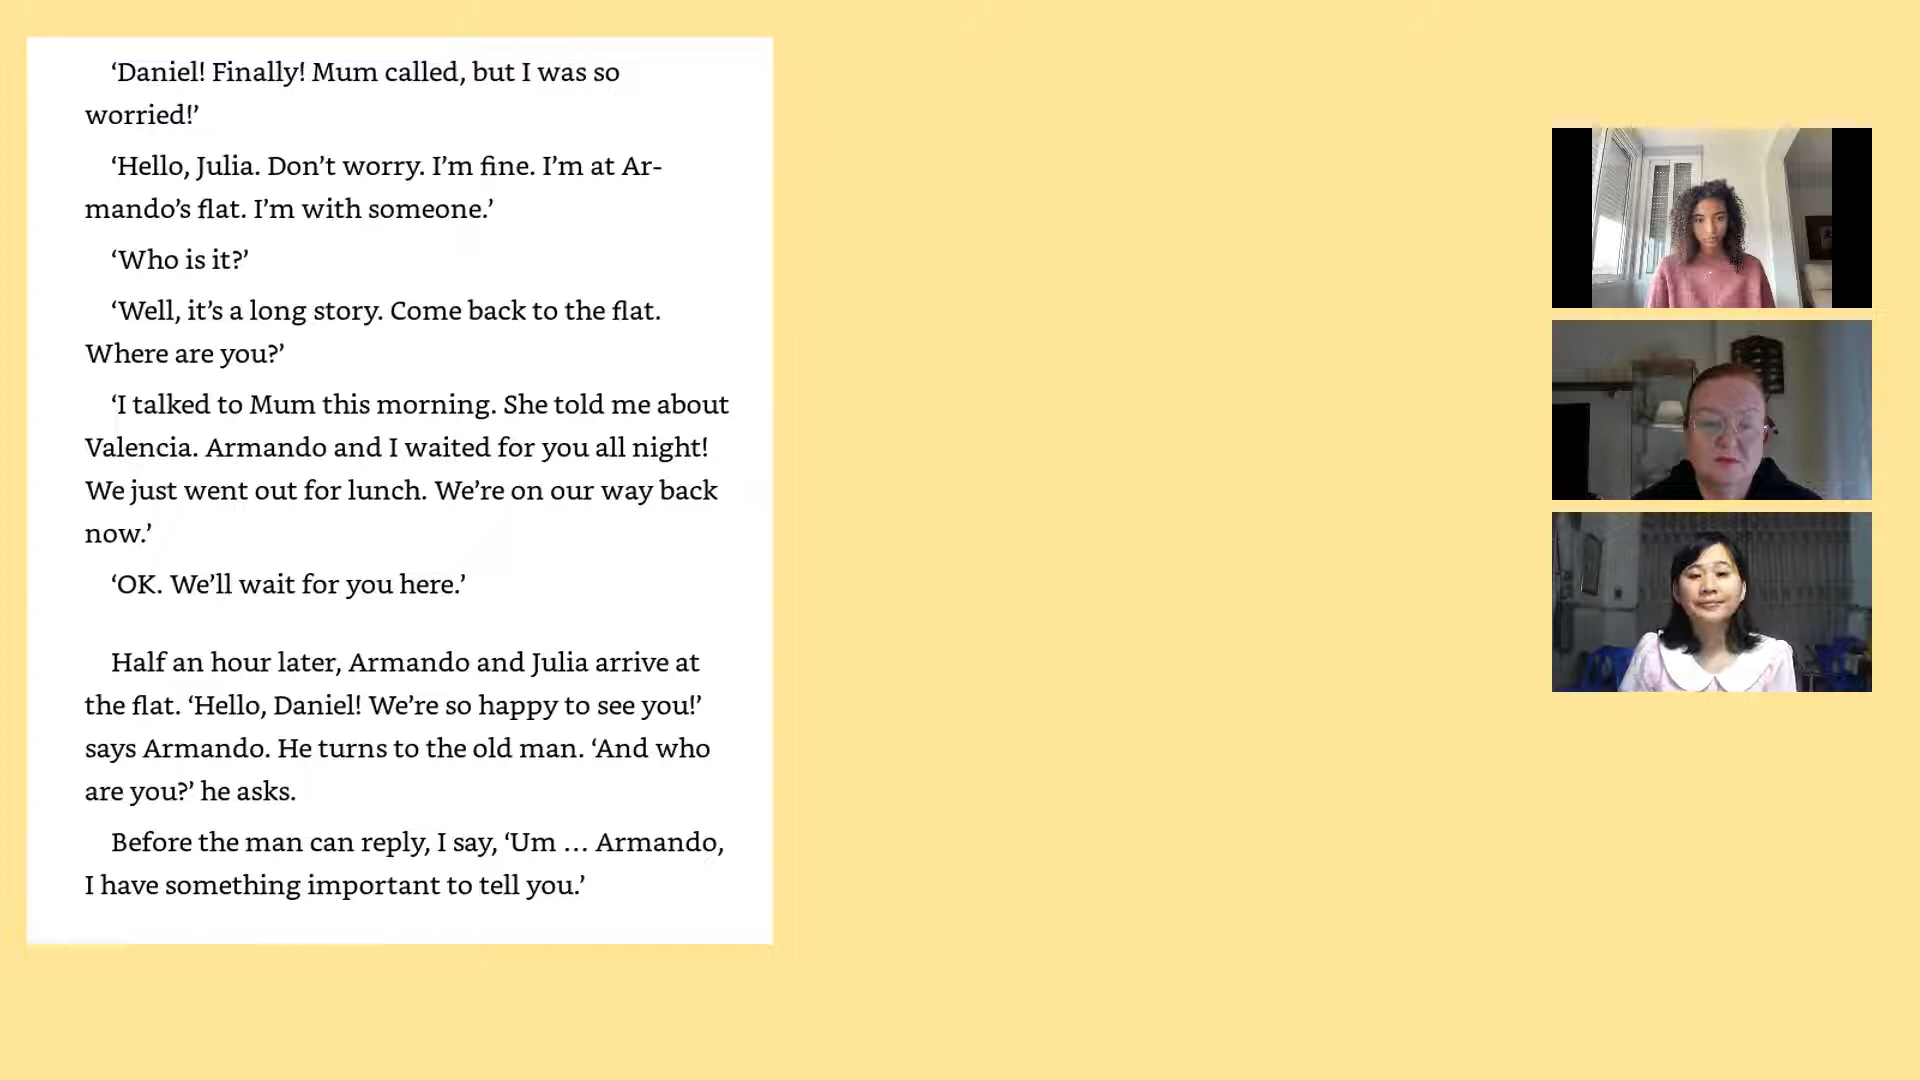 ‘Daniel! Finally! Mum called, but I was so
worried!’
‘Hello, Julia. Don’t worry. I’m fine. I’m at Ar-
mando’s flat. I’m with someone.’
‘Who is it?’
‘Well, it’s a long story. Come back to the flat.
Where are you?’
‘I talked to Mum this morning. She told me about
Valencia. Armando and I waited for you all night!
We just went out for lunch. We’re on our way back
now.’
‘OK. We’ll wait for you here.’
Half an hour later, Armando and Julia arrive at
the flat. ‘Hello, Daniel! We’re so happy to see you!’
says Armando. He turns to the old man. ‘And who
are you?’ he asks.
Before the man can reply, I say, ‘Um … Armando,
I have something important to tell you.’